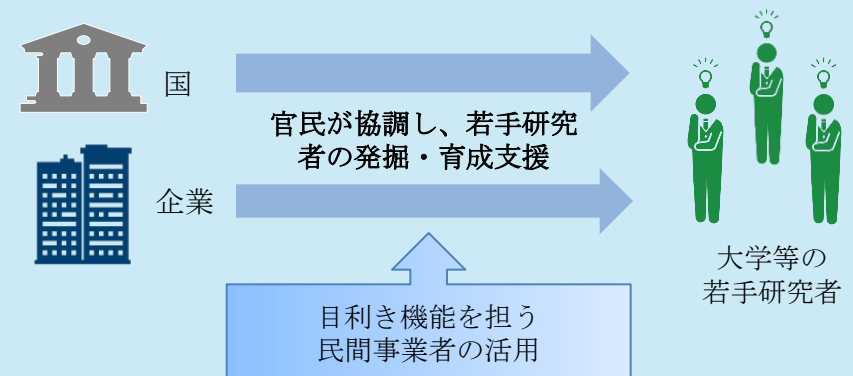 国
官民が協調し、若手研究
者の発掘・育成支援
企業
大学等の
若手研究者
目利き機能を担う
民間事業者の活用